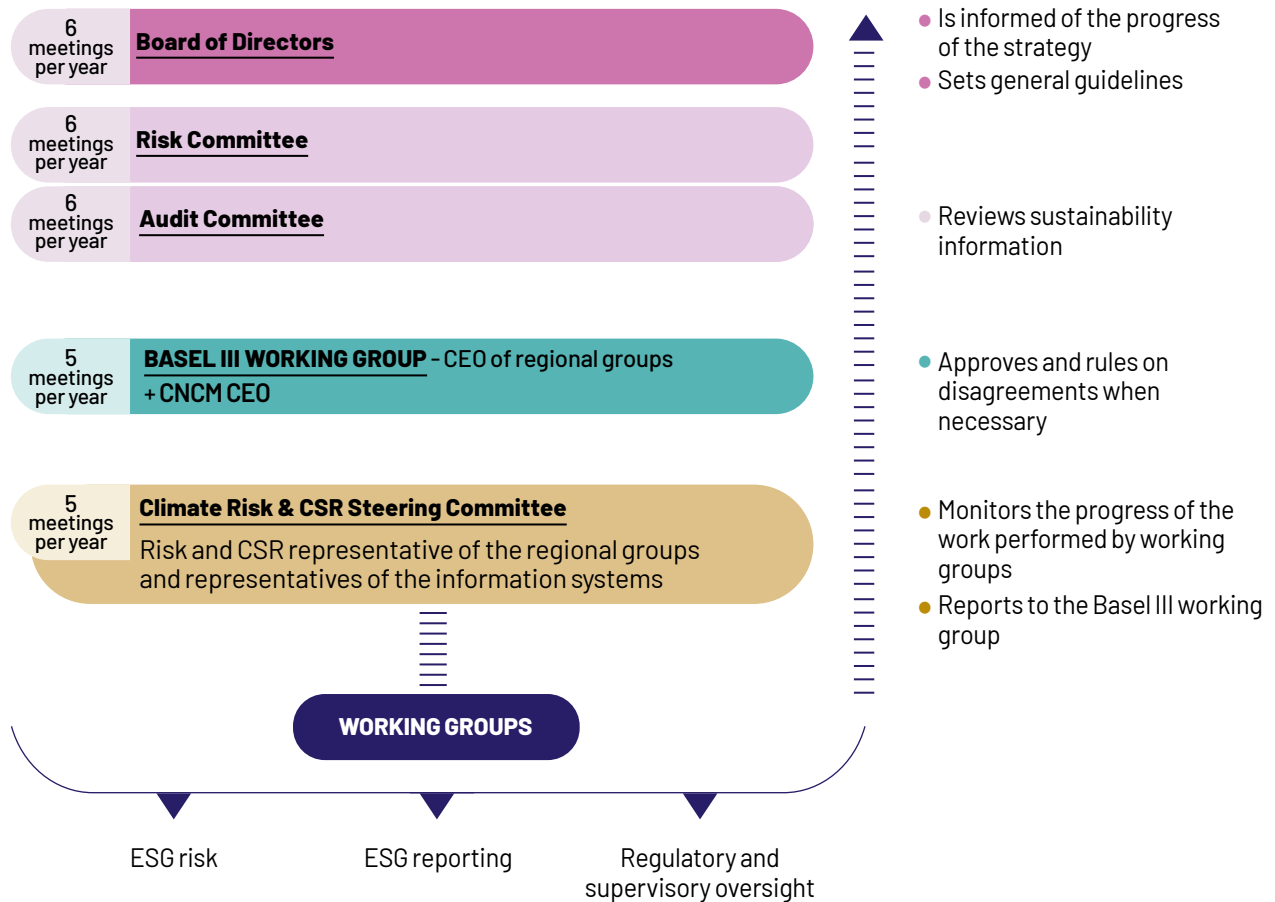 6
meetings
per year
Board of Directors
Is informed of the progress
of the strategy
Sets general guidelines
6
meetings
per year
Risk Committee
6
meetings
per year
Audit Committee
Reviews sustainability
information
5
meetings
per year
BASEL III WORKING GROUP - CEO of regional groups
+ CNCM CEO
Approves and rules on
disagreements when
necessary
5
meetings
per year
Climate Risk & CSR Steering Committee
Risk and CSR representative of the regional groups
and representatives of the information systems
Monitors the progress of the
work performed by working
groups
Reports to the Basel III working
group
WORKING GROUPS
ESG risk
ESG reporting
Regulatory and
supervisory oversight